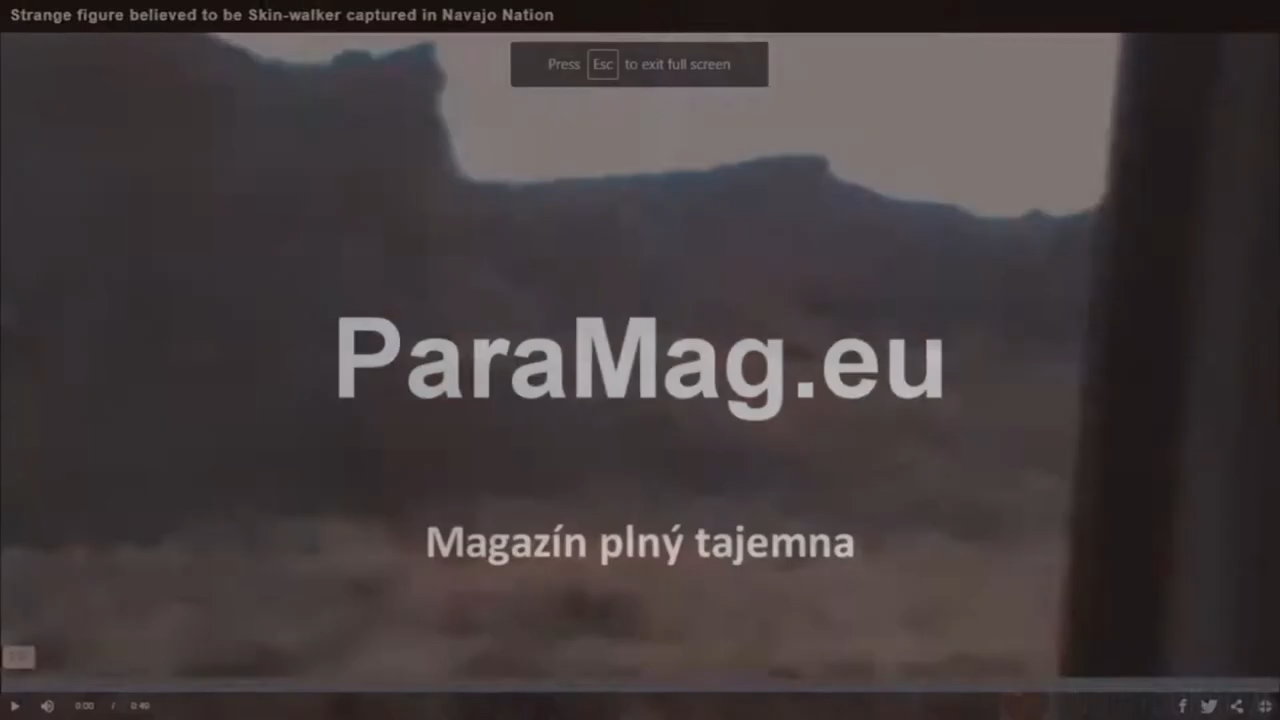 Strange figure believed to be Skin-walker captured in Navajo Nation
Press Esc to exit full screen
ParaMag.eu
Magazín plný tajemna
0:00 / 0:40